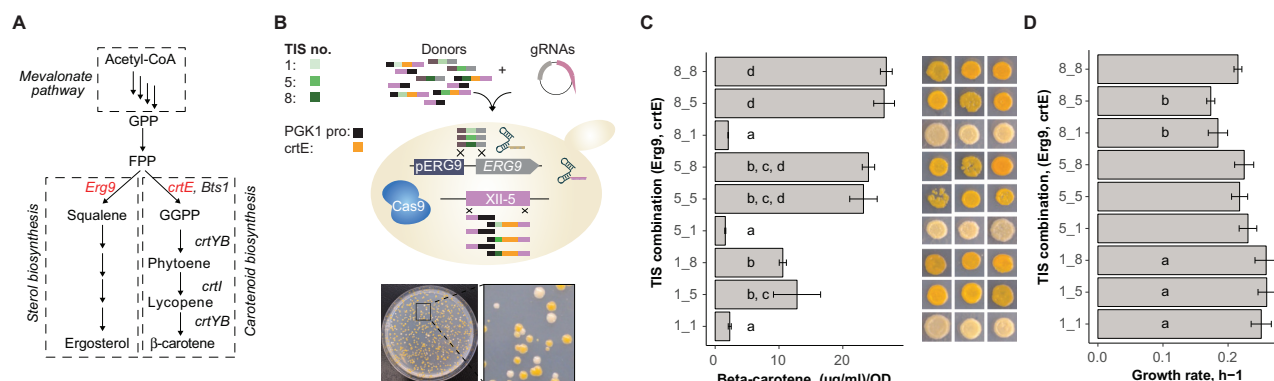 A
Acetyl-CoA
Mevalonate
pathway
GPP
FPP
Erg9
crtE, Bts1
Squalene
GGPP
crtYB
Phytoene
crtI
Lycopene
crtYB
Ergosterol
β-carotene
Sterol biosynthesis
Carotenoid biosynthesis
B
TIS no.
1:
5:
8:
PGK1 pro:
crtE:
Donors
+
gRNAs
pERG9
ERG9
Cas9
XII-5
C
TIS combination (Erg9, crtE)
8_8
d
8_5
d
8_1
a
5_8
b, c, d
5_5
b, c, d
5_1
a
1_8
b
1_5
b, c
1_1
a
0
10
20
Beta-carotene, (ug/ml)/OD
D
TIS combination, (Erg9, crtE)
8_8
8_5
b
8_1
b
5_8
5_5
5_1
1_8
a
1_5
a
1_1
a
0.0
0.1
0.2
Growth rate, h−1